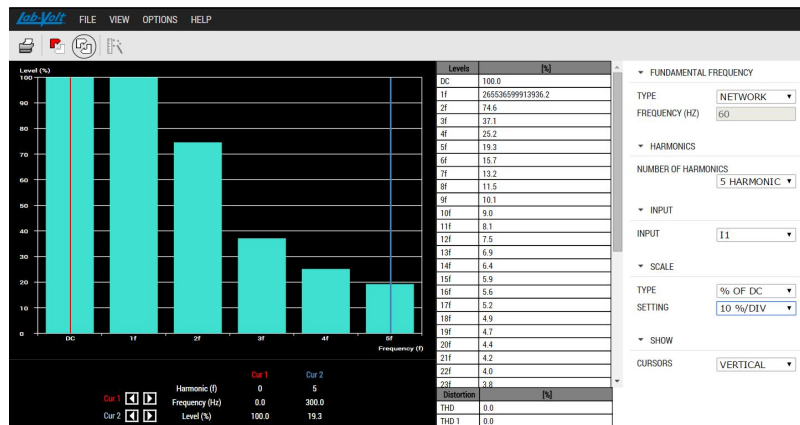 Lab-Volt FILE VIEW OPTIONS HELP
Level (%)
100
90
80
70
60
50
40
30
20
10
0
DC 1f 2f 3f 4f 5f
Frequency (f)
Cur 1 Cur 2
Harmonic (f) 0 5
Cur 1 Frequency (Hz) 0.0 300.0
Cur 2 Level (%) 100.0 19.3
Levels [%]
DC 100.0
1f 265536599913936.2
2f 74.6
3f 37.1
4f 25.2
5f 19.3
6f 15.7
7f 13.2
8f 11.5
9f 10.1
10f 9.0
11f 8.1
12f 7.5
13f 6.9
14f 6.4
15f 5.9
16f 5.6
17f 5.2
18f 4.9
19f 4.7
20f 4.4
21f 4.2
22f 4.0
23f 3.8
Distortion [%]
THD 0.0
THD 1 0.0
FUNDAMENTAL FREQUENCY
TYPE NETWORK
FREQUENCY (HZ) 60
HARMONICS
NUMBER OF HARMONICS
5 HARMONIC
INPUT
INPUT I1
SCALE
TYPE % OF DC
SETTING 10 %/DIV
SHOW
CURSORS VERTICAL